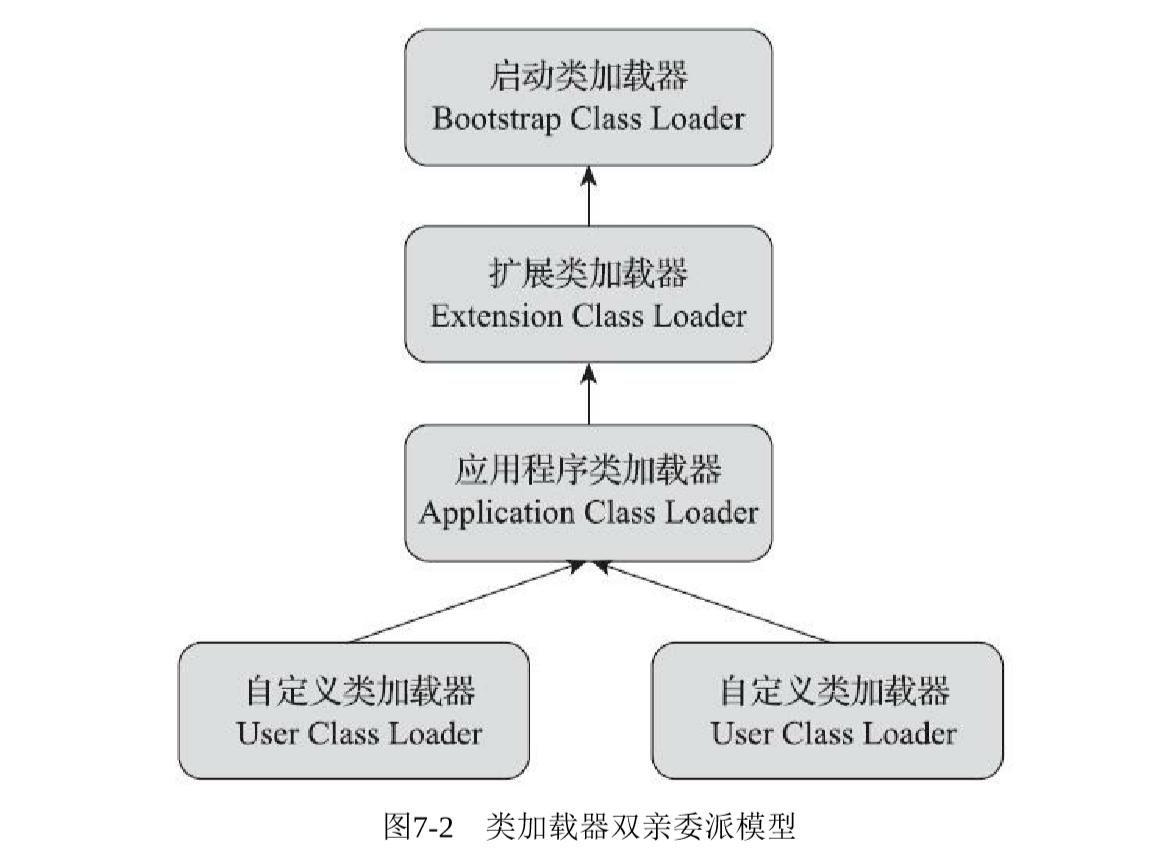 启动类加载器
Bootstrap Class Loader
扩展类加载器
Extension Class Loader
应用程序类加载器
Application Class Loader
自定义类加载器
User Class Loader
自定义类加载器
User Class Loader
图7-2 类加载器双亲委派模型